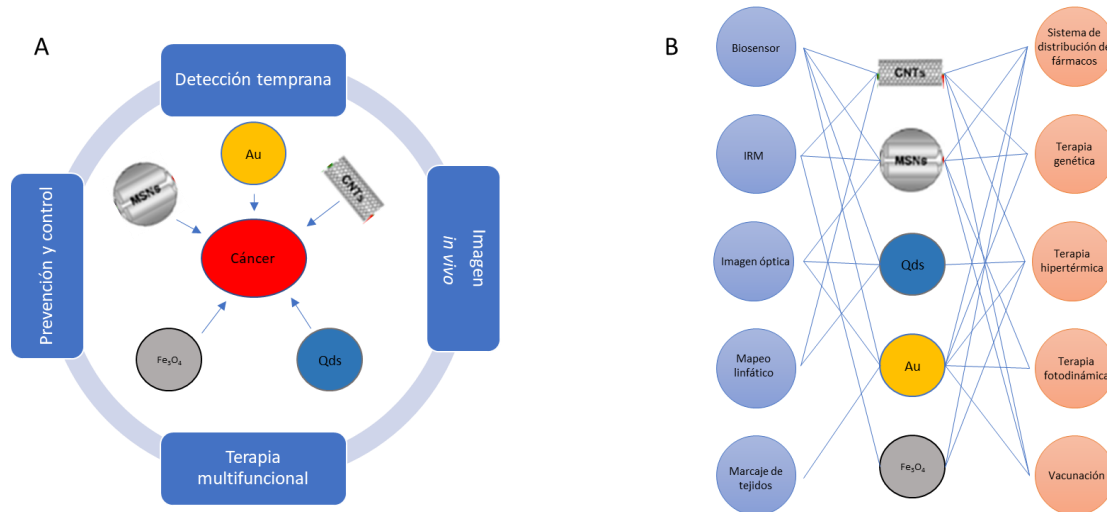 A
Detección temprana
Au
MSNs
CNTs
Cáncer
Prevención y control
Imagen
in vivo
Fe₃O₄
Qds
Terapia
multifuncional
B
Biosensor
IRM
Imagen óptica
Mapeo
linfático
Marcaje de
tejidos
CNTs
MSNs
Qds
Au
Fe₃O₄
Sistema de
distribución de
fármacos
Terapia
genética
Terapia
hipertérmica
Terapia
fotodinámica
Vacunación